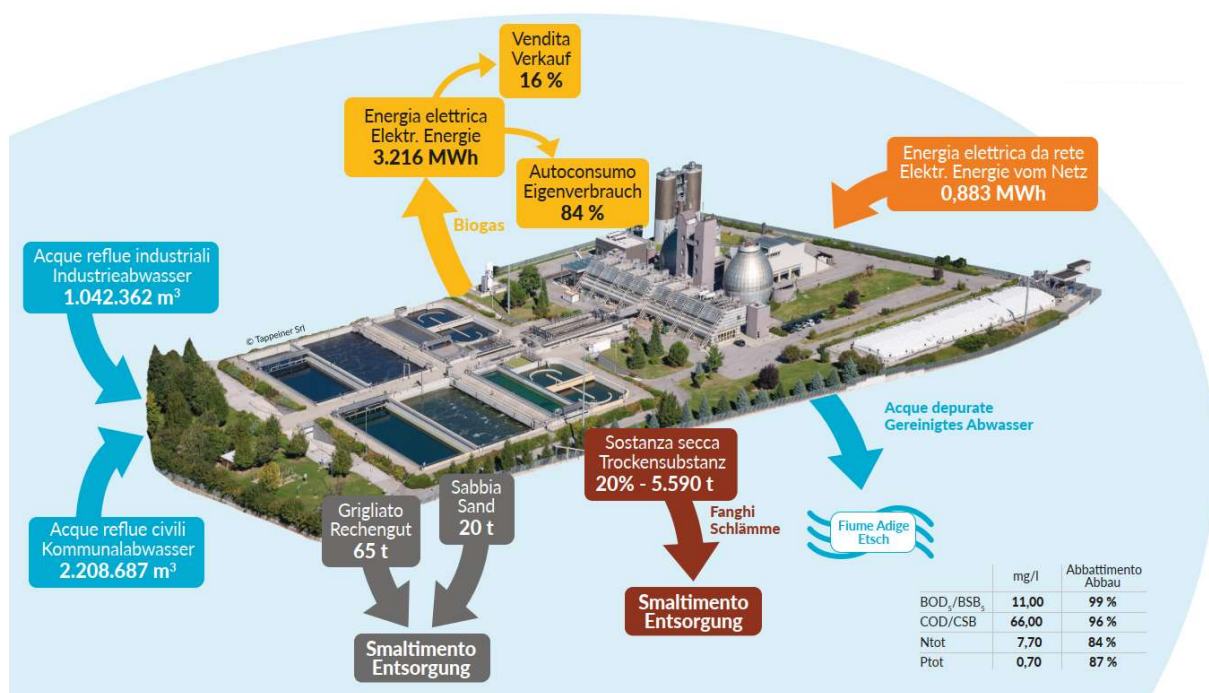 Vendita
Verkauf
16 %
Energia elettrica
Elektr. Energie
3.216 MWh
Autoconsumo
Eigenverbrauch
84 %
Biogas
Energia elettrica da rete
Elektr. Energie vom Netz
0,883 MWh
Acque reflue industriali
Industrieabwasser
1.042.362 m³
© Tappeiner Srl
Acque reflue civili
Kommunalabwasser
2.208.687 m³
Grigliato
Rechengut
65 t
Sabbia
Sand
20 t
Smaltimento
Entsorgung
Sostanza secca
Trockensubstanz
20% - 5.590 t
Fanghi
Schlämme
Smaltimento
Entsorgung
Acque depurate
Gereinigtes Abwasser
Fiume Adige
Etsch
mg/l Abbattimento
Abbau
BOD₅/BSB₅ 11,00 99 %
COD/CSB 66,00 96 %
Ntot 7,70 84 %
Ptot 0,70 87 %